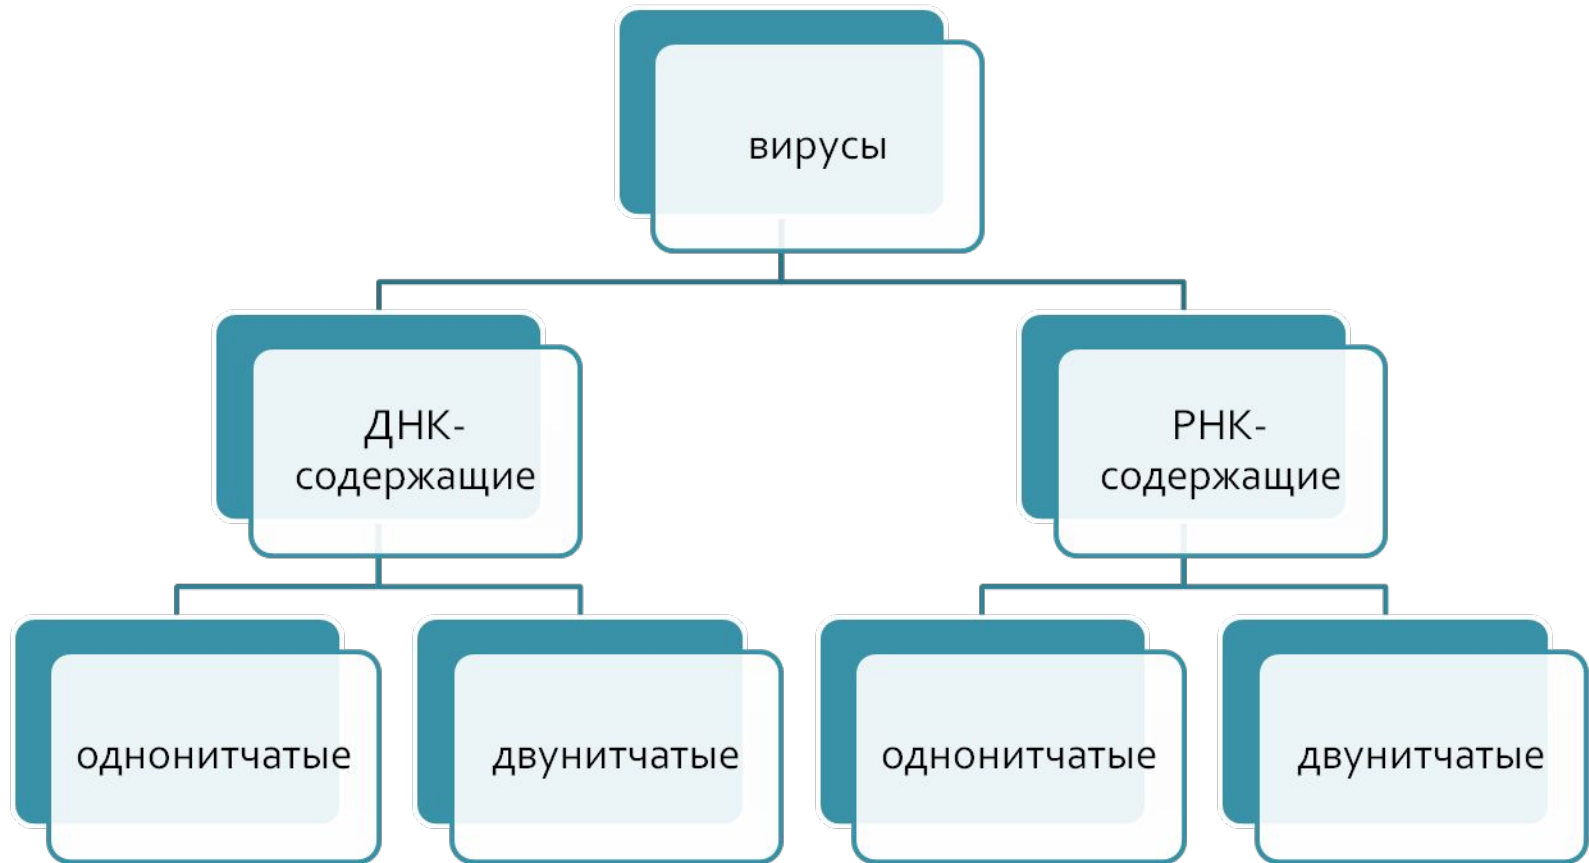 вирусы
ДНК-
содержащие
РНК-
содержащие
однонитчатые
двунитчатые
однонитчатые
двунитчатые